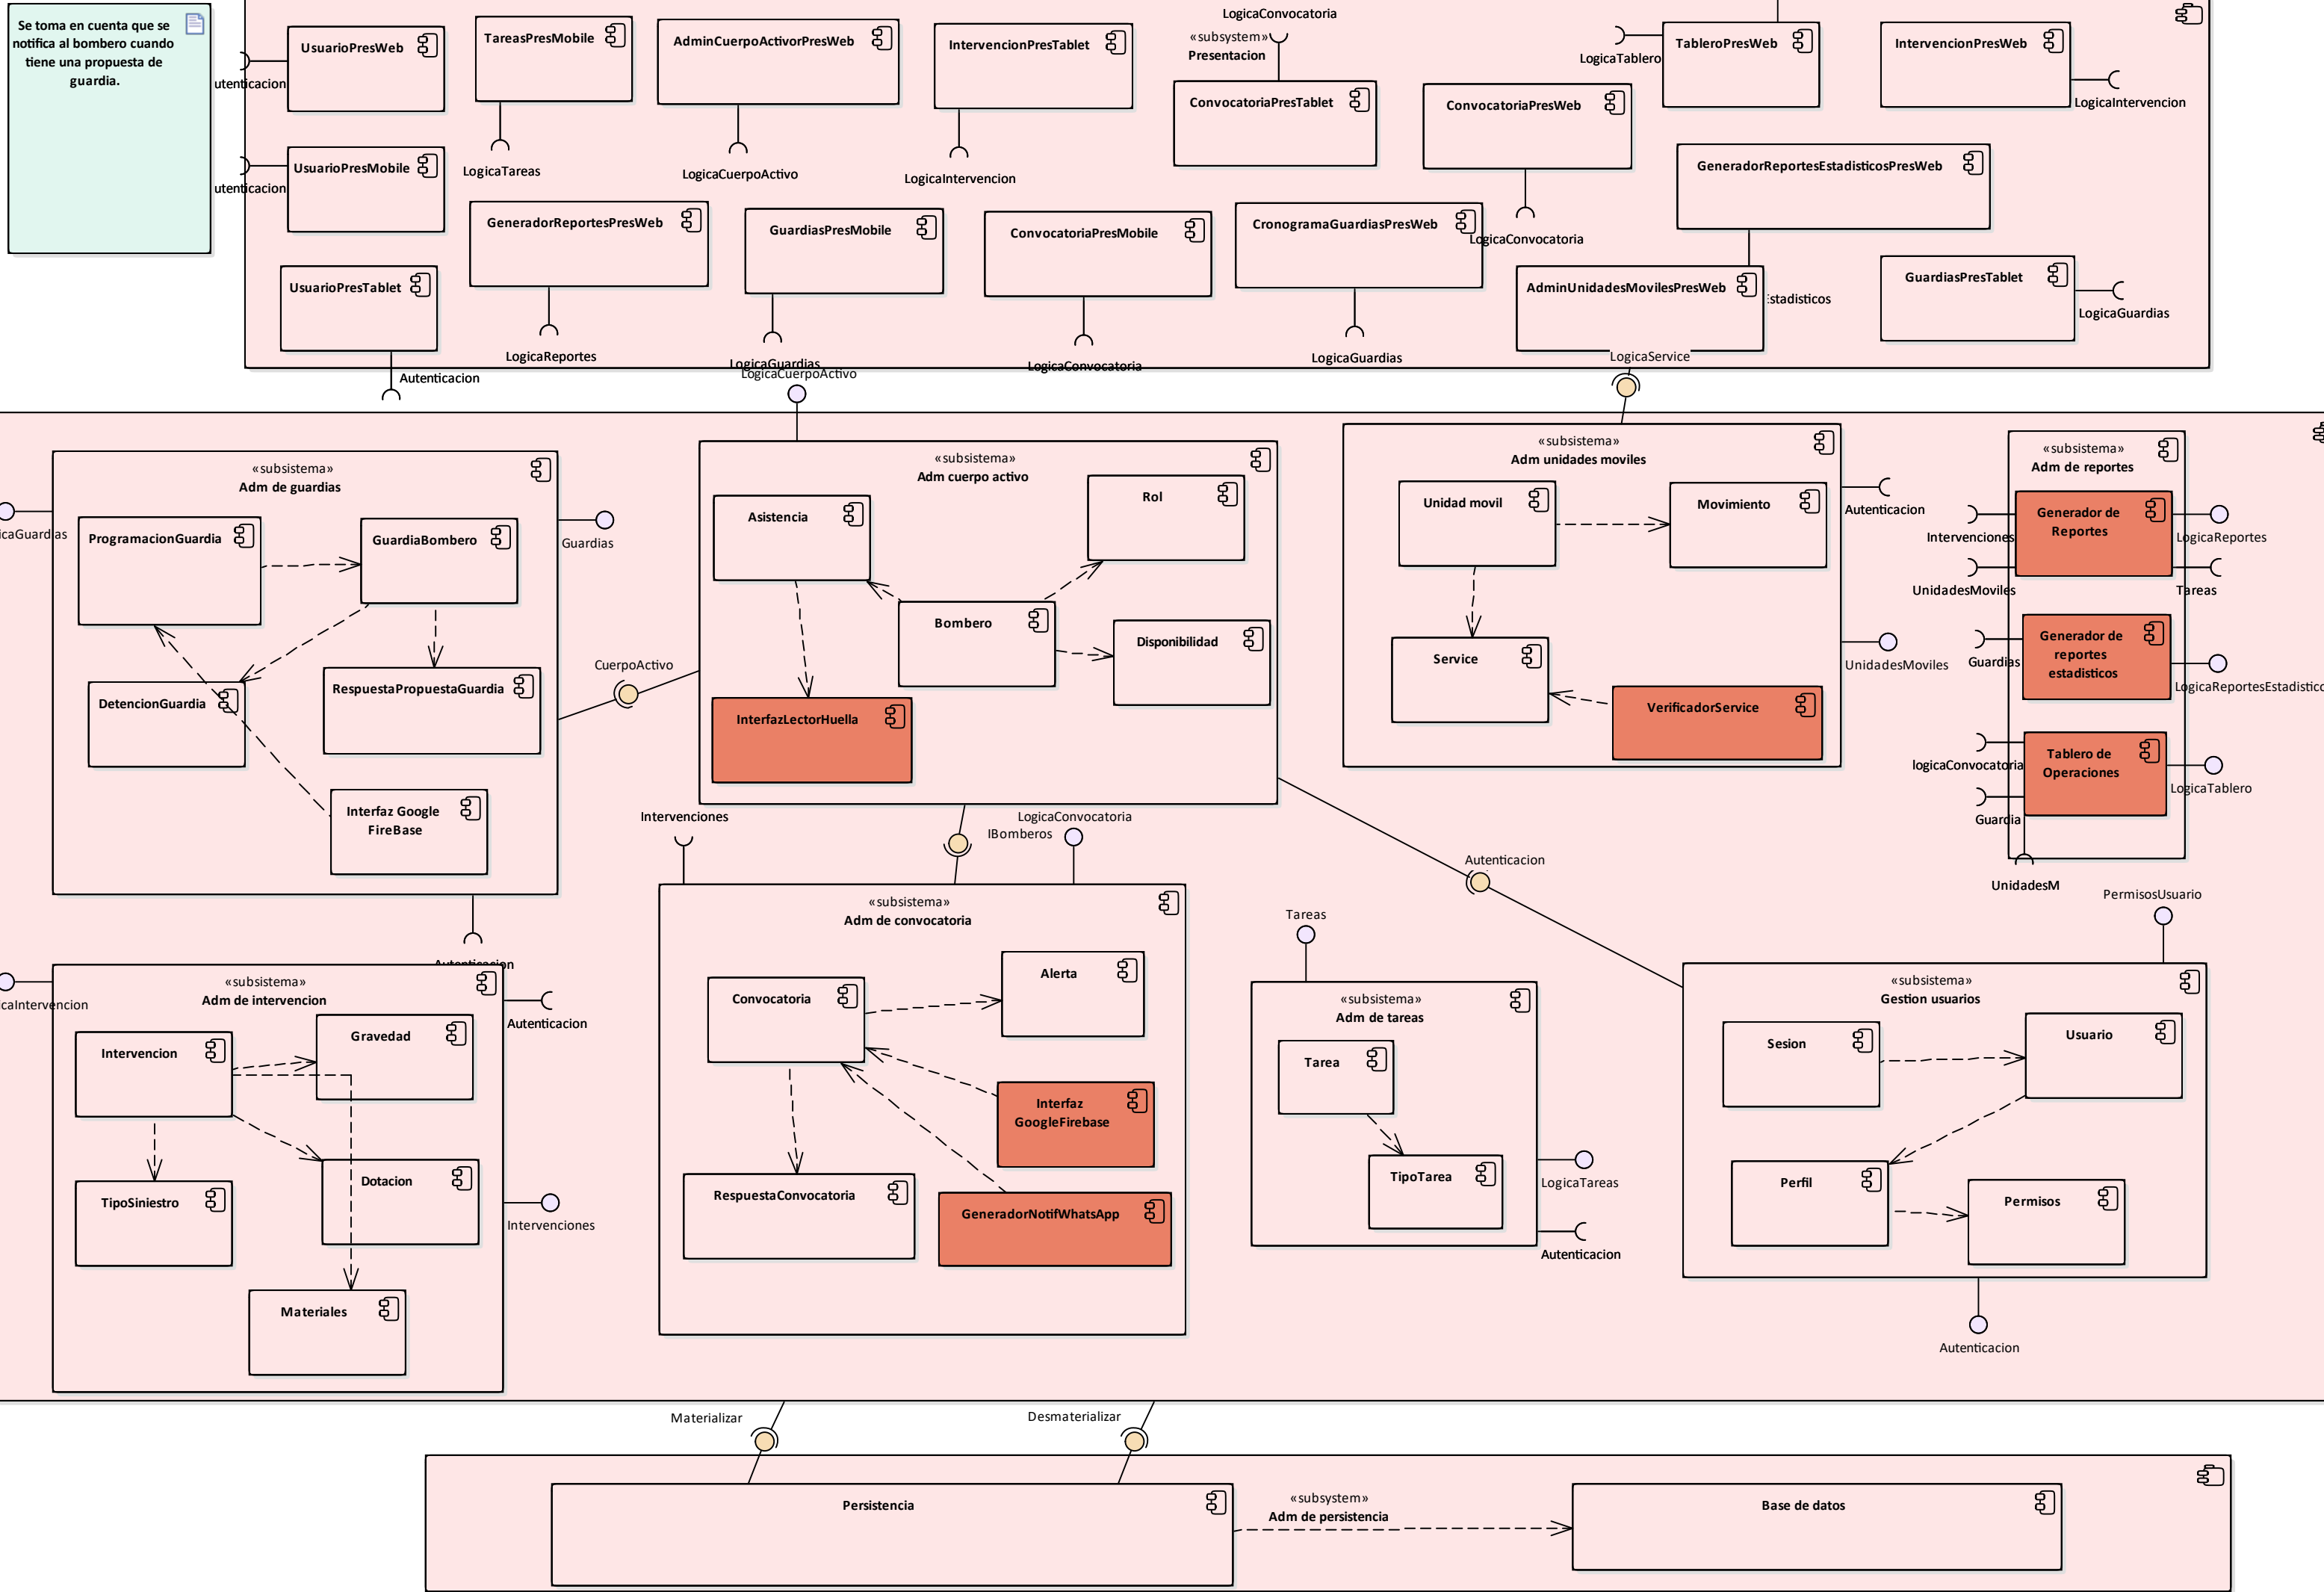 Se toma en cuenta que se
notifica al bombero cuando
tiene una propuesta de
guardia.
utenticacion
utenticacion
UsuarioPresWeb
TareasPresMobile
LogicaTareas
AdminCuerpoActivorPresWeb
LogicaCuerpoActivo
IntervencionPresTablet
LogicaIntervencion
LogicaConvocatoria
«subsystem»
Presentacion
ConvocatoriaPresTablet
ConvocatoriaPresWeb
LogicaConvocatoria
LogicaTablero
TableroPresWeb
IntervencionPresWeb
LogicaIntervencion
UsuarioPresMobile
GeneradorReportesPresWeb
LogicaReportes
GuardiasPresMobile
LogicaGuardias
ConvocatoriaPresMobile
LogicaConvocatoria
CronogramaGuardiasPresWeb
LogicaGuardias
GeneradorReportesEstadisticosPresWeb
Estadisticos
AdminUnidadesMovilesPresWeb
LogicaService
GuardiasPresTablet
LogicaGuardias
UsuarioPresTablet
Autenticacion
LogicaCuerpoActivo
«subsistema»
Adm de guardias
icaGuardias
Guardias
ProgramacionGuardia
GuardiaBombero
DetencionGuardia
RespuestaPropuestaGuardia
Interfaz Google
FireBase
Autenticacion
CuerpoActivo
«subsistema»
Adm cuerpo activo
Asistencia
Rol
Bombero
Disponibilidad
InterfazLectorHuella
«subsistema»
Adm unidades moviles
Unidad movil
Movimiento
Service
VerificadorService
Autenticacion
UnidadesMoviles
«subsistema»
Adm de reportes
Generador de
Reportes
Intervenciones
UnidadesMoviles
LogicaReportes
Tareas
Generador de
reportes
estadisticos
Guardias
LogicaReportesEstadistico
Tablero de
Operaciones
logicaConvocatoria
Guardia
LogicaTablero
UnidadesM
Intervenciones
IBomberos
LogicaConvocatoria
Autenticacion
PermisosUsuario
«subsistema»
Adm de intervencion
icaIntervencion
Autenticacion
Intervencion
Gravedad
TipoSiniestro
Dotacion
Materiales
Intervenciones
«subsistema»
Adm de convocatoria
Convocatoria
Alerta
Interfaz
GoogleFirebase
RespuestaConvocatoria
GeneradorNotifWhatsApp
Tareas
«subsistema»
Adm de tareas
Tarea
TipoTarea
LogicaTareas
Autenticacion
«subsistema»
Gestion usuarios
Sesion
Usuario
Perfil
Permisos
Autenticacion
Materializar
Desmaterializar
Persistencia
«subsystem»
Adm de persistencia
Base de datos